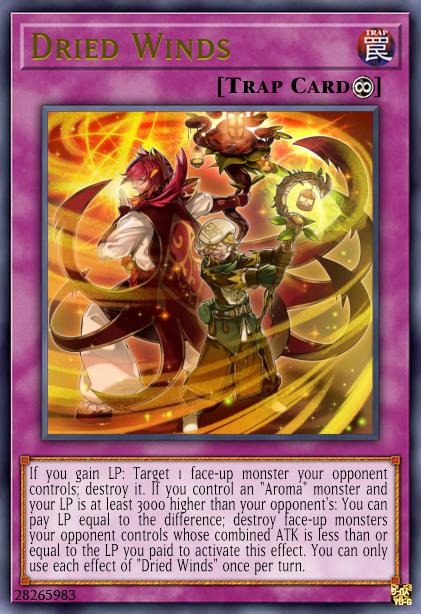 DRIED WINDS
TRAP
罠
[TRAP CARD♾]
If you gain LP: Target 1 face-up monster your opponent
controls; destroy it. If you control an "Aroma" monster and
your LP is at least 3000 higher than your opponent's: You can
pay LP equal to the difference; destroy face-up monsters
your opponent controls whose combined ATK is less than or
equal to the LP you paid to activate this effect. You can only
use each effect of "Dried Winds" once per turn.
28265983